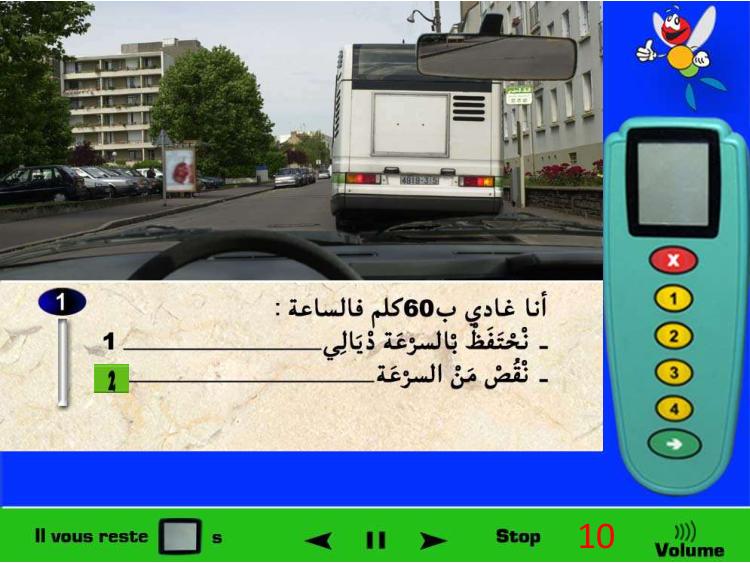 1
أنا غادي ب60كلم فالساعة :
ـ نْحْتَفَظْ بْالسرْعَة دْيَالِي 1
ـ نْقُصْ مَنْ السرْعَة 2
X
1
2
3
4
Il vous reste s
Stop
10
Volume